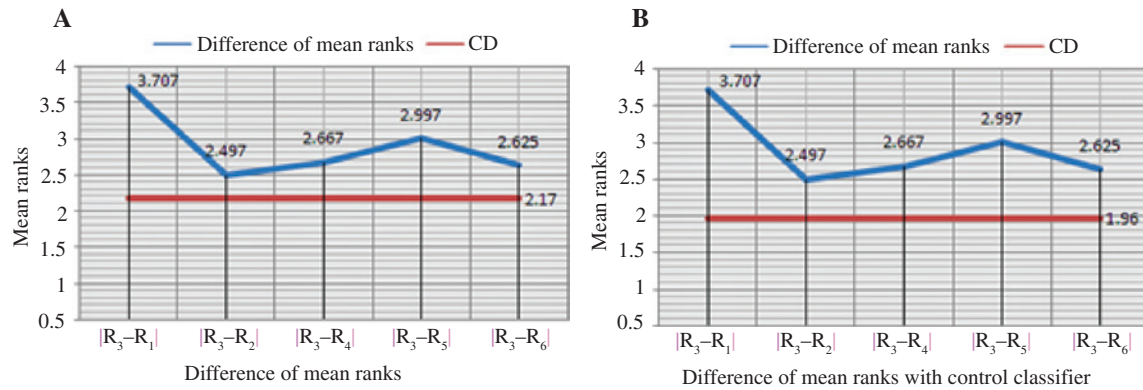 A
Difference of mean ranks CD
4
3.5
3
2.5
2
1.5
1
0.5
Mean ranks
3.707
2.497
2.667
2.997
2.625
2.17
|R3–R1| |R3–R2| |R3–R4| |R3–R5| |R3–R6|
Difference of mean ranks
B
Difference of mean ranks CD
4
3.5
3
2.5
2
1.5
1
0.5
Mean ranks
3.707
2.497
2.667
2.997
2.625
1.96
|R3–R1| |R3–R2| |R3–R4| |R3–R5| |R3–R6|
Difference of mean ranks with control classifier